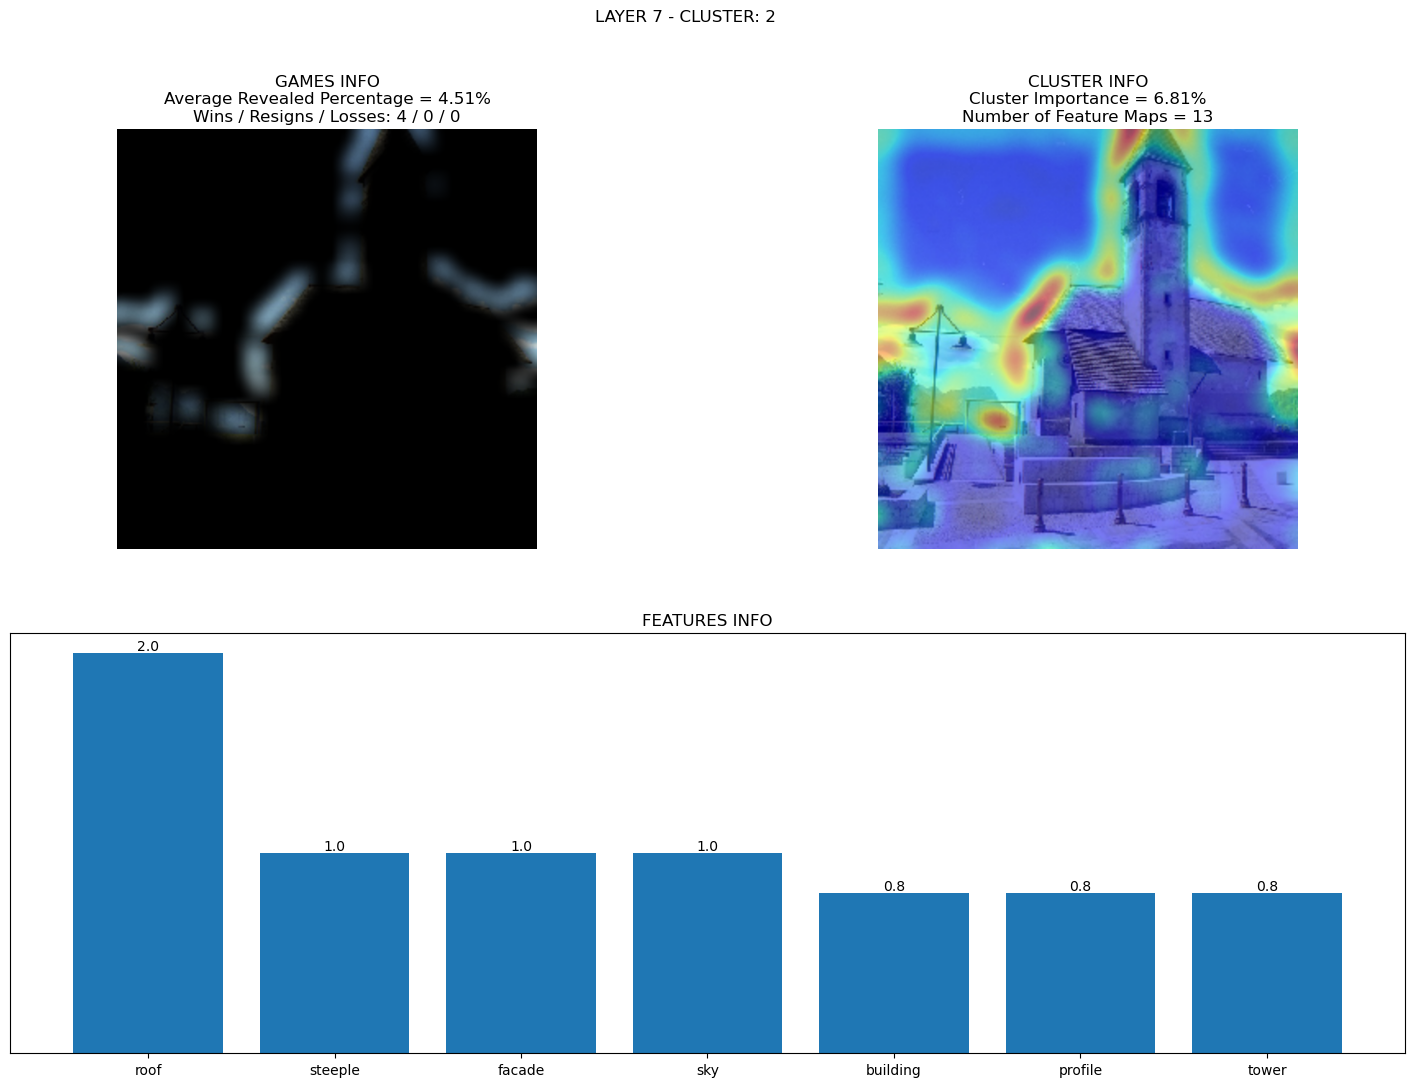 LAYER 7 - CLUSTER: 2
GAMES INFO
Average Revealed Percentage = 4.51%
Wins / Resigns / Losses: 4 / 0 / 0
CLUSTER INFO
Cluster Importance = 6.81%
Number of Feature Maps = 13
FEATURES INFO
2.0
1.0
1.0
1.0
0.8
0.8
0.8
roof
steeple
facade
sky
building
profile
tower